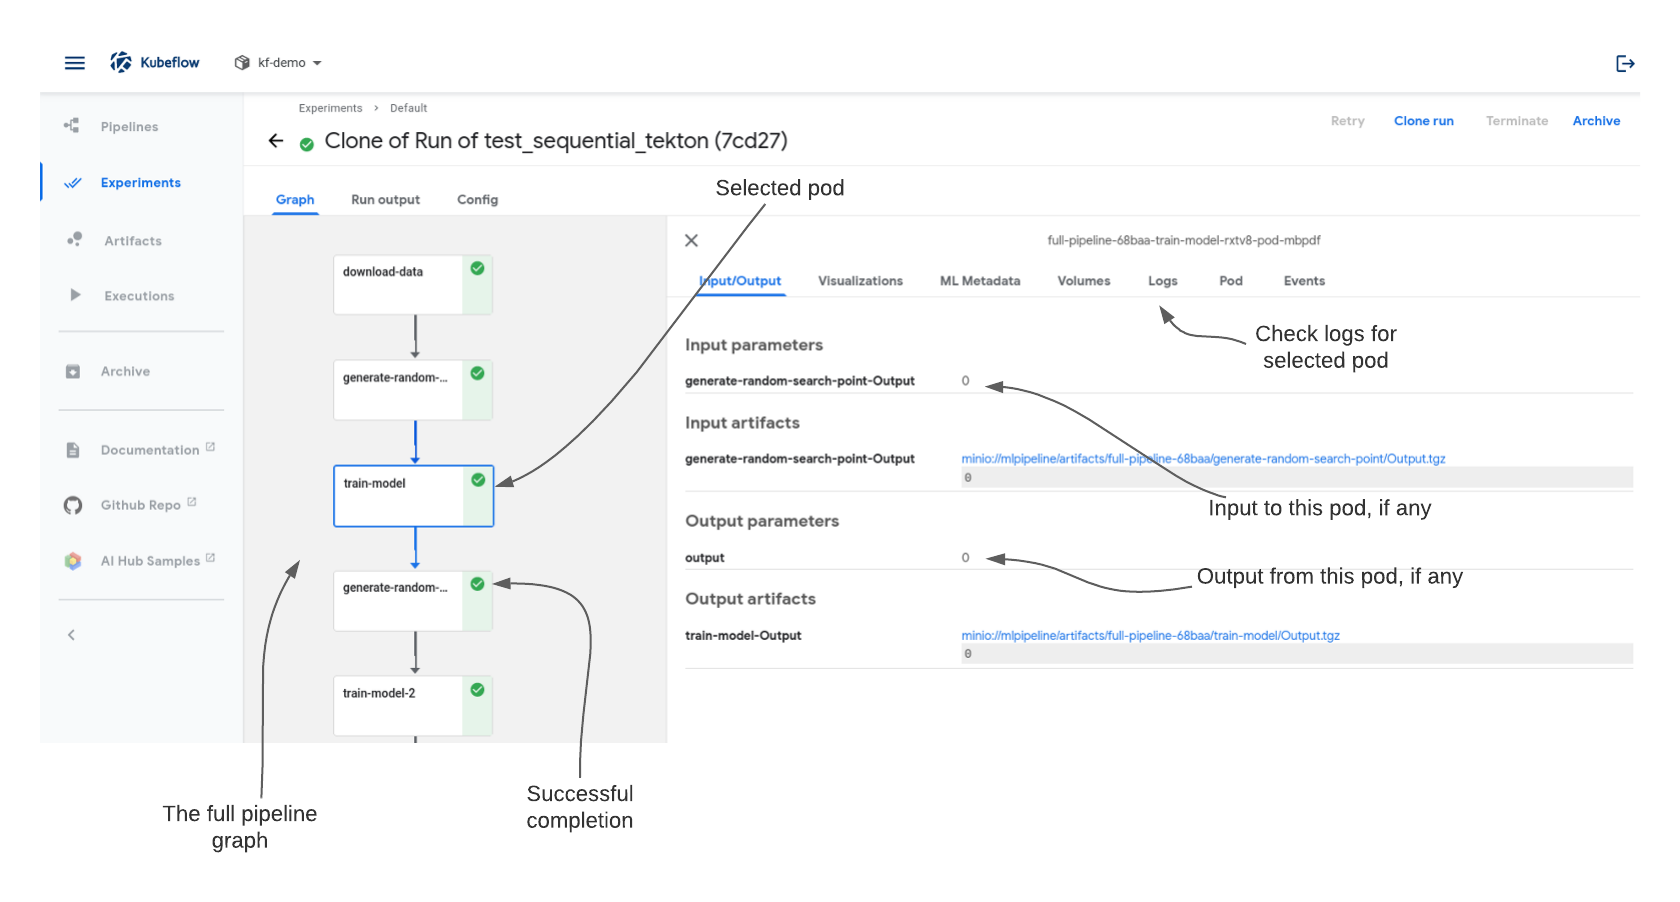 Kubeflow
kf-demo
Pipelines
Experiments
Artifacts
Executions
Archive
Documentation
Github Repo
AI Hub Samples
Experiments > Default
Clone of Run of test_sequential_tekton (7cd27)
Retry
Clone run
Terminate
Archive
Graph
Run output
Config
Selected pod
download-data
generate-random-...
train-model
generate-random-...
train-model-2
full-pipeline-68baa-train-model-rxtv8-pod-mbpdf
Input/Output
Visualizations
ML Metadata
Volumes
Logs
Pod
Events
Check logs for
selected pod
Input parameters
generate-random-search-point-Output
0
Input artifacts
generate-random-search-point-Output
minio://mlpipeline/artifacts/full-pipeline-68baa/generate-random-search-point/Output.tgz
0
Input to this pod, if any
Output parameters
output
0
Output from this pod, if any
Output artifacts
train-model-Output
minio://mlpipeline/artifacts/full-pipeline-68baa/train-model/Output.tgz
0
The full pipeline
graph
Successful
completion